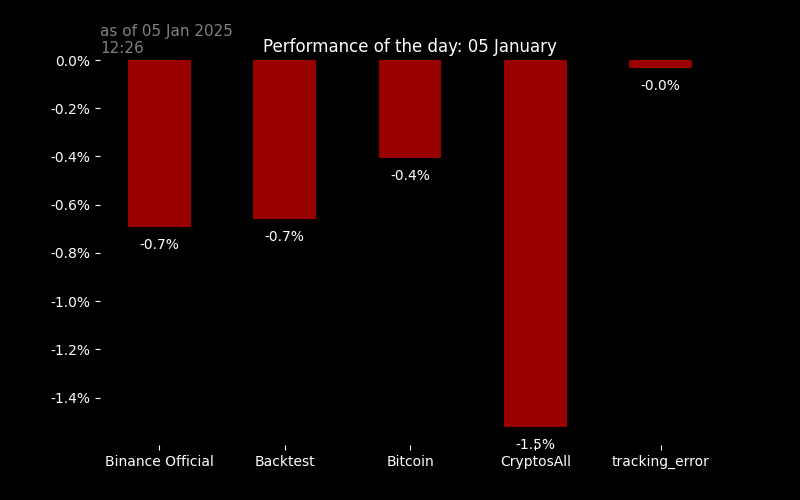 as of 05 Jan 2025
12:26
Performance of the day: 05 January
0.0%
-0.2%
-0.4%
-0.6%
-0.8%
-1.0%
-1.2%
-1.4%
-0.7%
-0.7%
-0.4%
-1.5%
-0.0%
Binance Official
Backtest
Bitcoin
CryptosAll
tracking_error